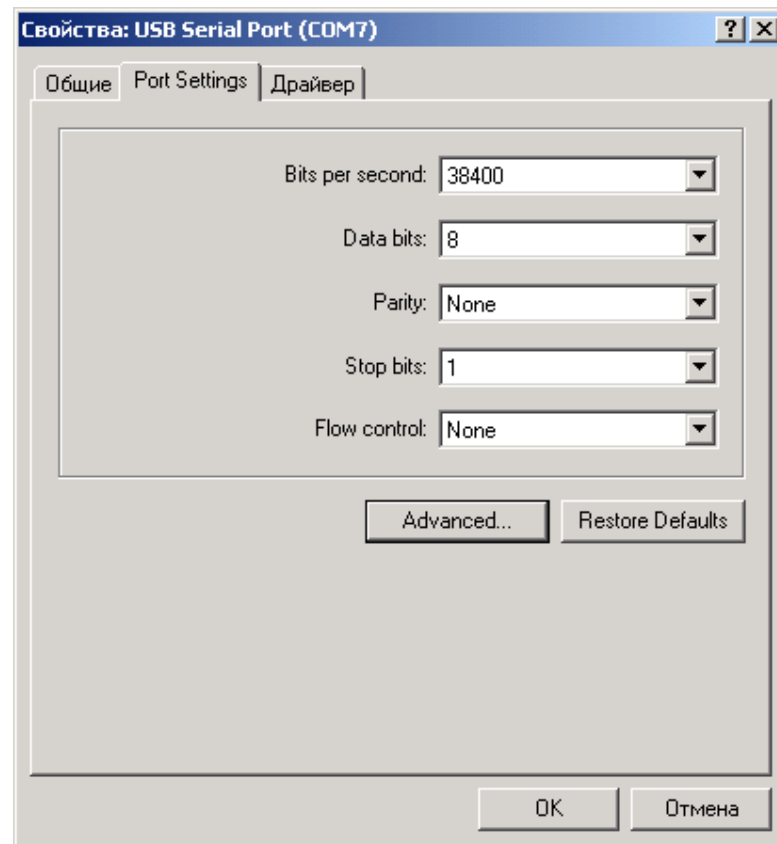 Свойства: USB Serial Port (COM7)
Общие Port Settings Драйвер
Bits per second: 38400
Data bits: 8
Parity: None
Stop bits: 1
Flow control: None
Advanced... Restore Defaults
OK Отмена